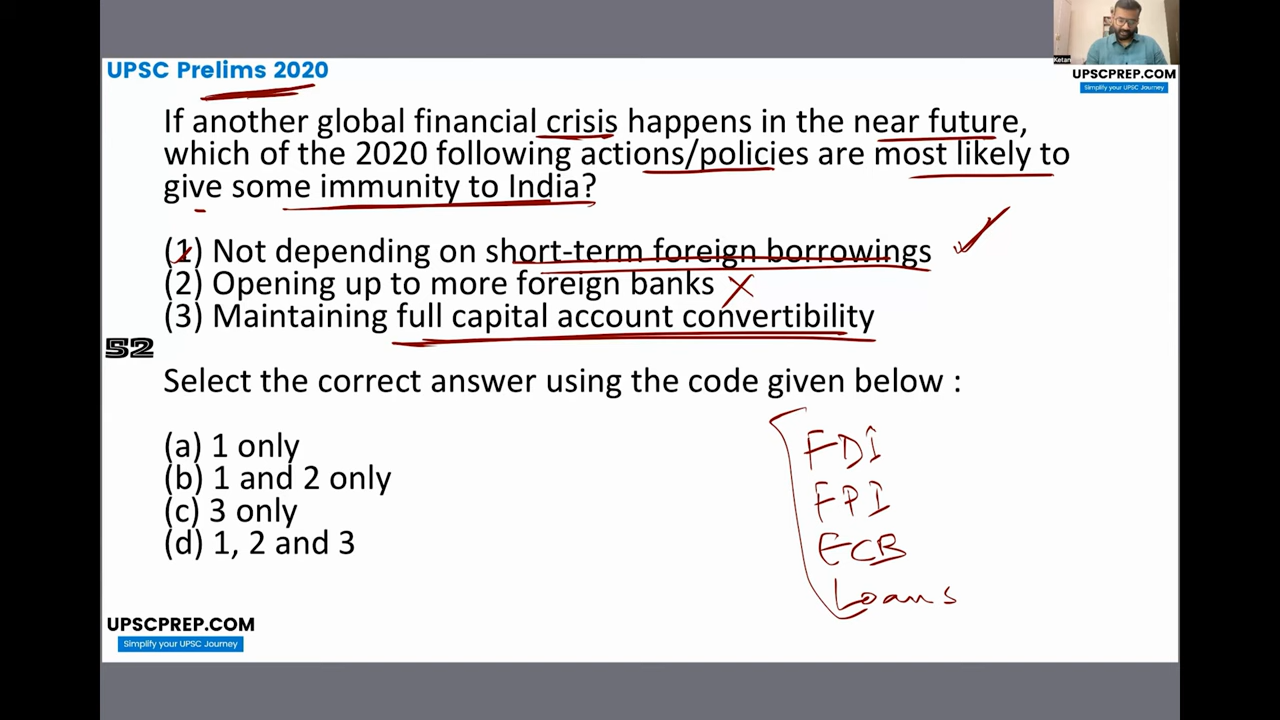 UPSC Prelims 2020
UPSCPREP.COM
Simplify your UPSC Journey
If another global financial crisis happens in the near future,
which of the 2020 following actions/policies are most likely to
give some immunity to India?
(1) Not depending on short-term foreign borrowings
(2) Opening up to more foreign banks
(3) Maintaining full capital account convertibility
52
Select the correct answer using the code given below :
(a) 1 only
(b) 1 and 2 only
(c) 3 only
(d) 1, 2 and 3
FDI
FPI
ECB
Loans
UPSCPREP.COM
Simplify your UPSC Journey